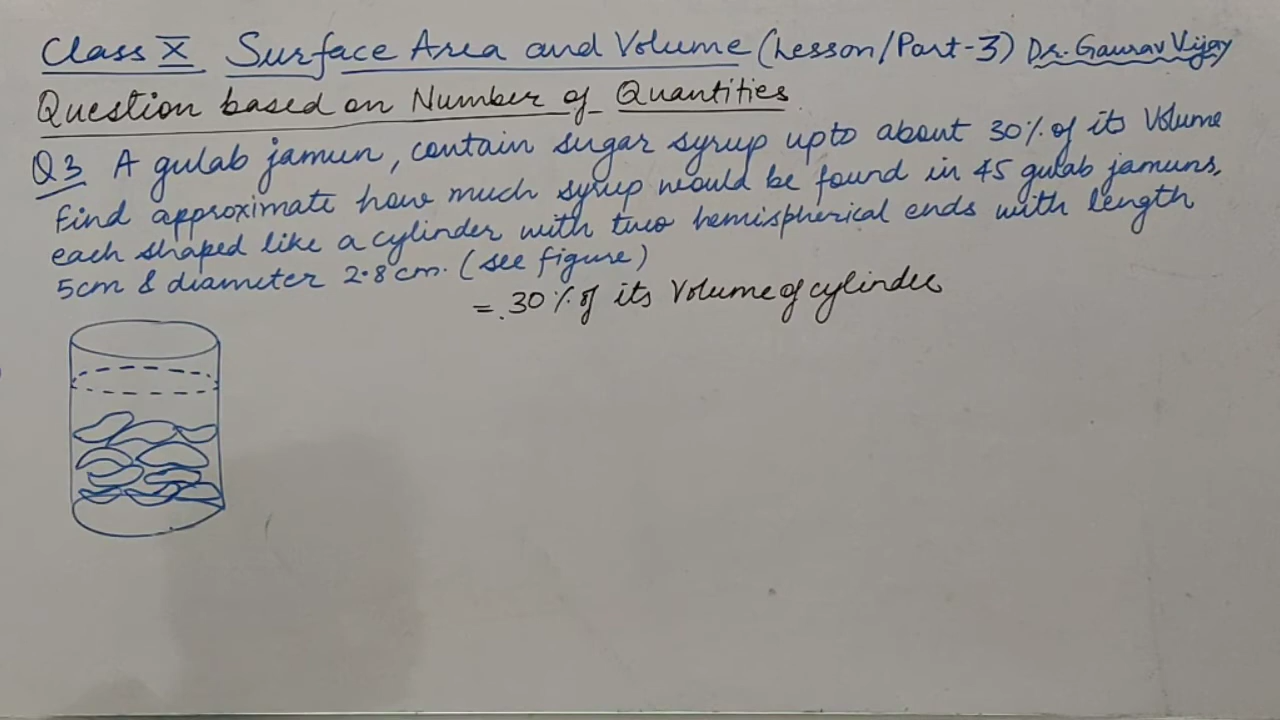 Class X Surface Area and Volume (Lesson/Part-3) Dr. Gaurav Vijay
Question based on Number of Quantities
Q3 A gulab jamun, contain sugar syrup upto about 30% of its Volume
find approximate how much syrup would be found in 45 gulab jamuns,
each shaped like a cylinder with two hemispherical ends with length
5cm & diameter 2.8cm. (see figure)
= 30% of its Volume of cylinder